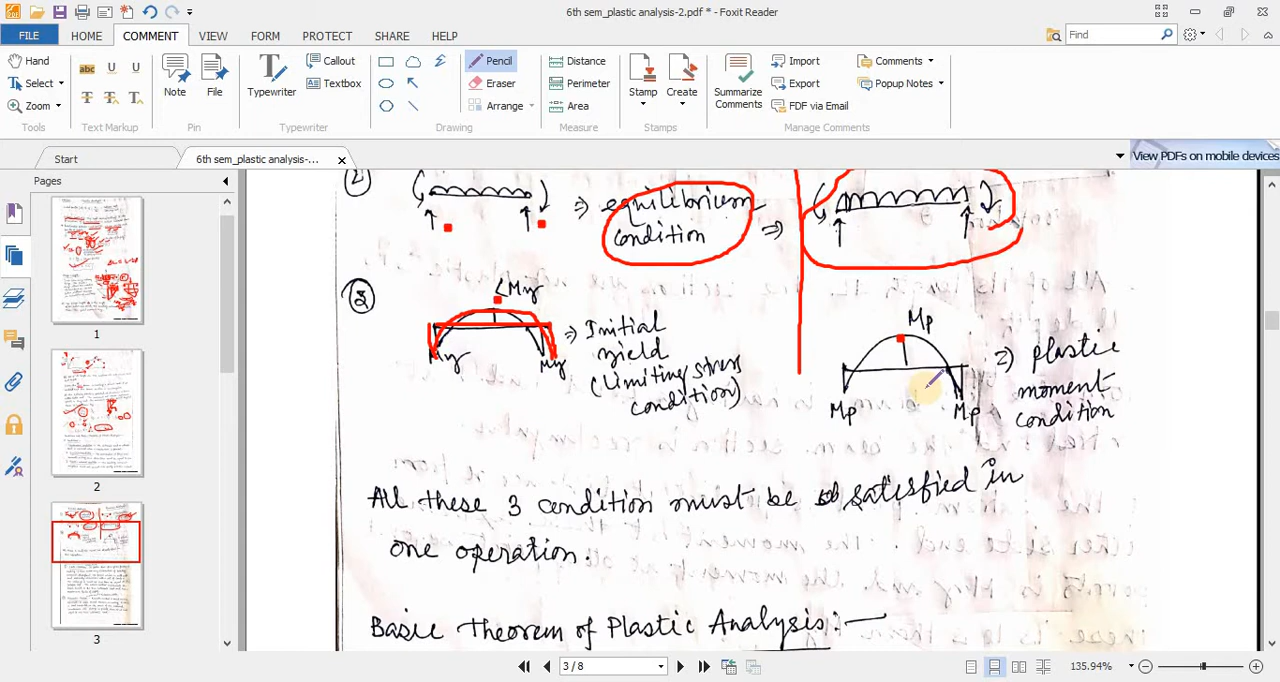 6th sem_plastic analysis-2.pdf * - Foxit Reader
FILE HOME COMMENT VIEW FORM PROTECT SHARE HELP
Find
Hand
Select
Zoom
Tools
abc U U
T T T
Text Markup
Note
File
Pin
Typewriter
Callout
Textbox
Typewriter
Pencil
Eraser
Arrange
Drawing
Distance
Perimeter
Area
Measure
Stamp
Create
Stamps
Summarize
Comments
Import
Export
FDF via Email
Comments
Popup Notes
Manage Comments
Start
6th sem_plastic analysis-...
View PDFs on mobile devices
Pages
1
2
3
2
⇒ equilibrium
condition ⇒
3
<My
My My
⇒ Initial
yield
(limiting stress
condition)
Mp
Mp Mp
⇒ plastic
moment
condition
All these 3 condition must be satisfied in
one operation.
Basic Theorem of Plastic Analysis:—
3 / 8
135.94%